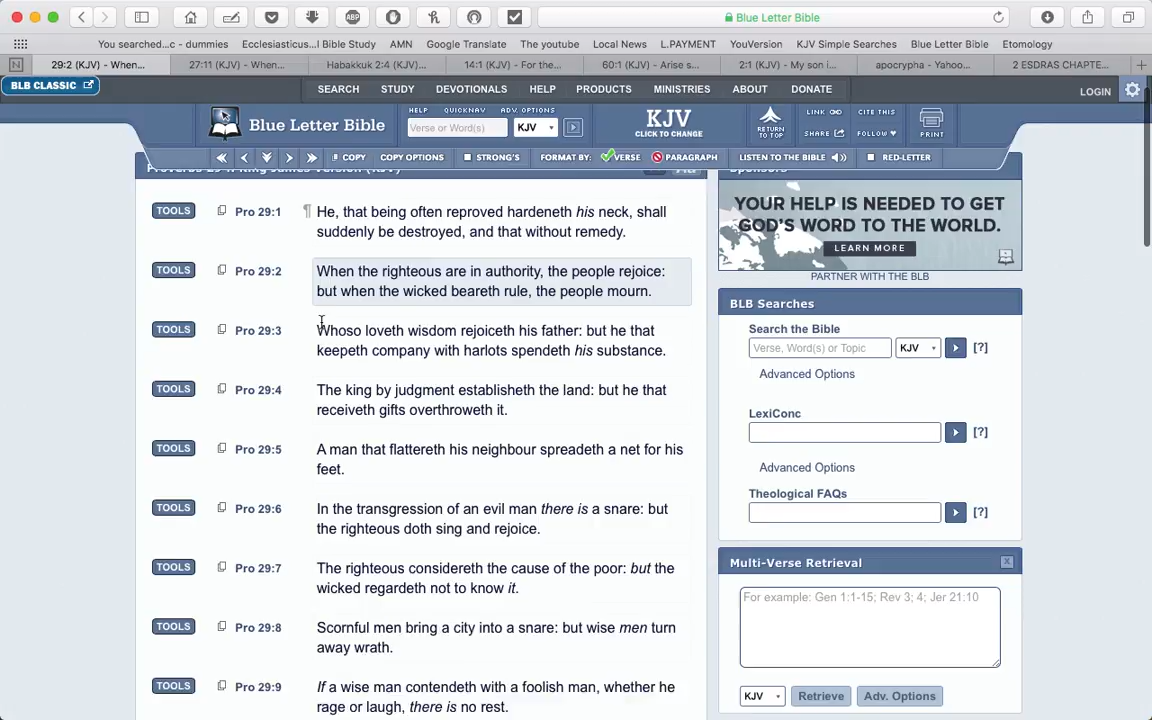 ABP
Blue Letter Bible
You searched...c - dummies
Ecclesiasticus...l Bible Study
AMN
Google Translate
The youtube
Local News
L.PAYMENT
YouVersion
KJV Simple Searches
Blue Letter Bible
Etomology
N
29:2 (KJV) - When...
27:11 (KJV) - When...
Habakkuk 2:4 (KJV)...
14:1 (KJV) - For the...
60:1 (KJV) - Arise s...
2:1 (KJV) - My son i...
apocrypha - Yahoo...
2 ESDRAS CHAPTE...
BLB CLASSIC
SEARCH
STUDY
DEVOTIONALS
HELP
PRODUCTS
MINISTRIES
ABOUT
DONATE
LOGIN
Blue Letter Bible
HELP
QUICKNAV
ADV. OPTIONS
Verse or Word(s)
KJV
KJV
CLICK TO CHANGE
RETURN
TO TOP
LINK
CITE THIS
SHARE
FOLLOW
PRINT
COPY
COPY OPTIONS
STRONG'S
FORMAT BY:
VERSE
PARAGRAPH
LISTEN TO THE BIBLE
RED-LETTER
TOOLS
Pro 29:1
¶ He, that being often reproved hardeneth his neck, shall
suddenly be destroyed, and that without remedy.
TOOLS
Pro 29:2
When the righteous are in authority, the people rejoice:
but when the wicked beareth rule, the people mourn.
TOOLS
Pro 29:3
Whoso loveth wisdom rejoiceth his father: but he that
keepeth company with harlots spendeth his substance.
TOOLS
Pro 29:4
The king by judgment establisheth the land: but he that
receiveth gifts overthroweth it.
TOOLS
Pro 29:5
A man that flattereth his neighbour spreadeth a net for his
feet.
TOOLS
Pro 29:6
In the transgression of an evil man there is a snare: but
the righteous doth sing and rejoice.
TOOLS
Pro 29:7
The righteous considereth the cause of the poor: but the
wicked regardeth not to know it.
TOOLS
Pro 29:8
Scornful men bring a city into a snare: but wise men turn
away wrath.
TOOLS
Pro 29:9
If a wise man contendeth with a foolish man, whether he
rage or laugh, there is no rest.
Sponsors
YOUR HELP IS NEEDED TO GET
GOD'S WORD TO THE WORLD.
LEARN MORE
PARTNER WITH THE BLB
BLB Searches
Search the Bible
Verse, Word(s) or Topic
KJV
[?]
Advanced Options
LexiConc
[?]
Advanced Options
Theological FAQs
[?]
Multi-Verse Retrieval
X
For example: Gen 1:1-15; Rev 3; 4; Jer 21:10
KJV
Retrieve
Adv. Options